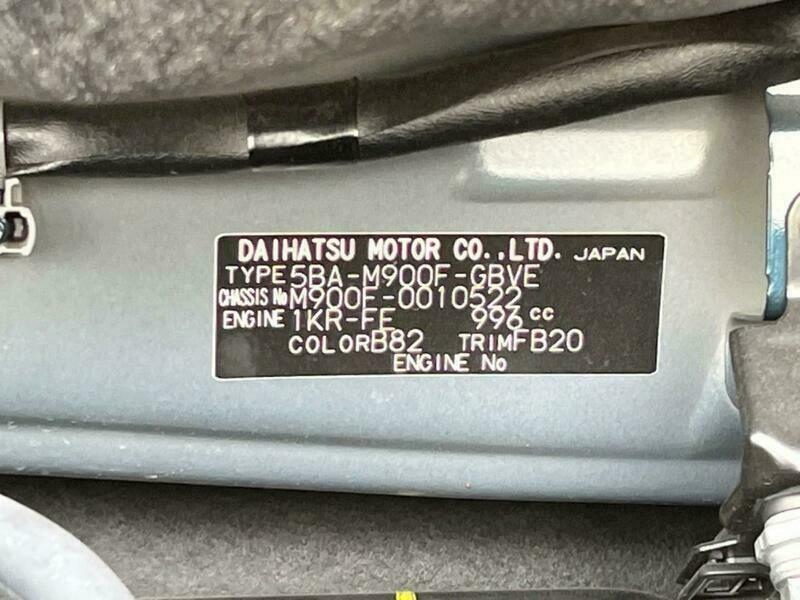 DAIHATSU MOTOR CO.,LTD. JAPAN
TYPE 5BA-M900F-GBVE
CHASSIS No M900F-0010522
ENGINE 1KR-FE 996 cc
COLOR B82 TRIM FB20
ENGINE No